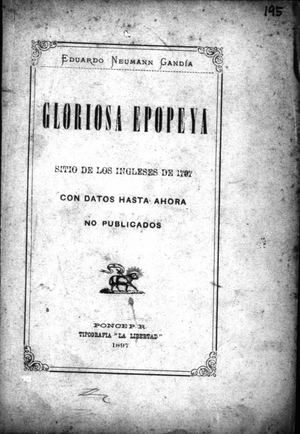 195
EDUARDO NEUMANN GANDÍA
GLORIOSA EPOPEYA
SITIO DE LOS INGLESES DE 1797
CON DATOS HASTA AHORA
NO PUBLICADOS
PONCE P. R.
TIPOGRAFIA "LA LIBERTAD"
1897